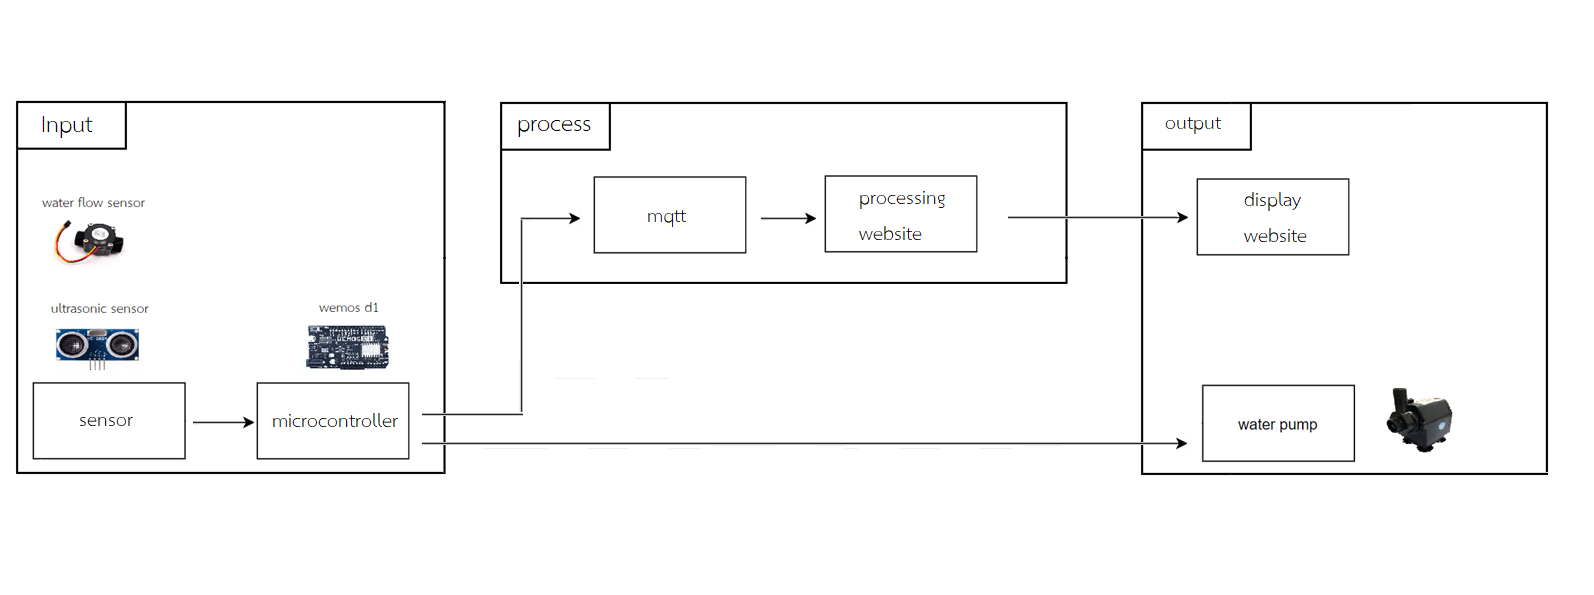 Input
water flow sensor
ultrasonic sensor
wemos d1
sensor
microcontroller
process
mqtt
processing
website
output
display
website
water pump